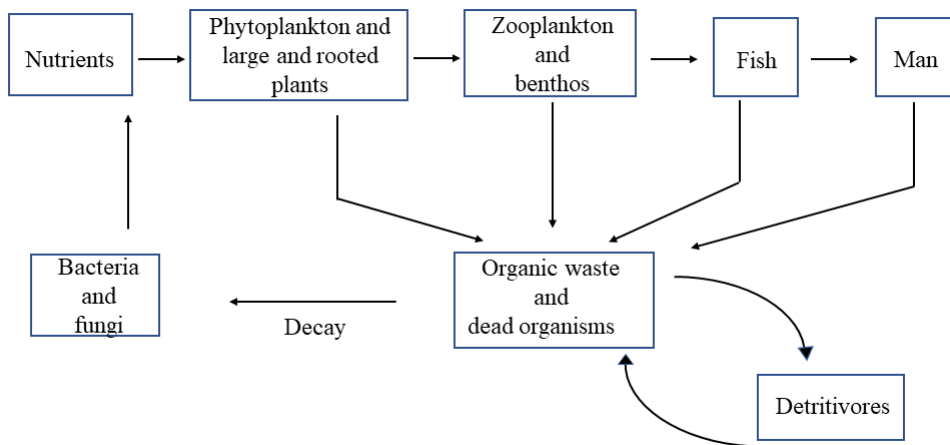 Nutrients
Phytoplankton and
large and rooted
plants
Zooplankton
and
benthos
Fish
Man
Bacteria
and
fungi
Decay
Organic waste
and
dead organisms
Detritivores